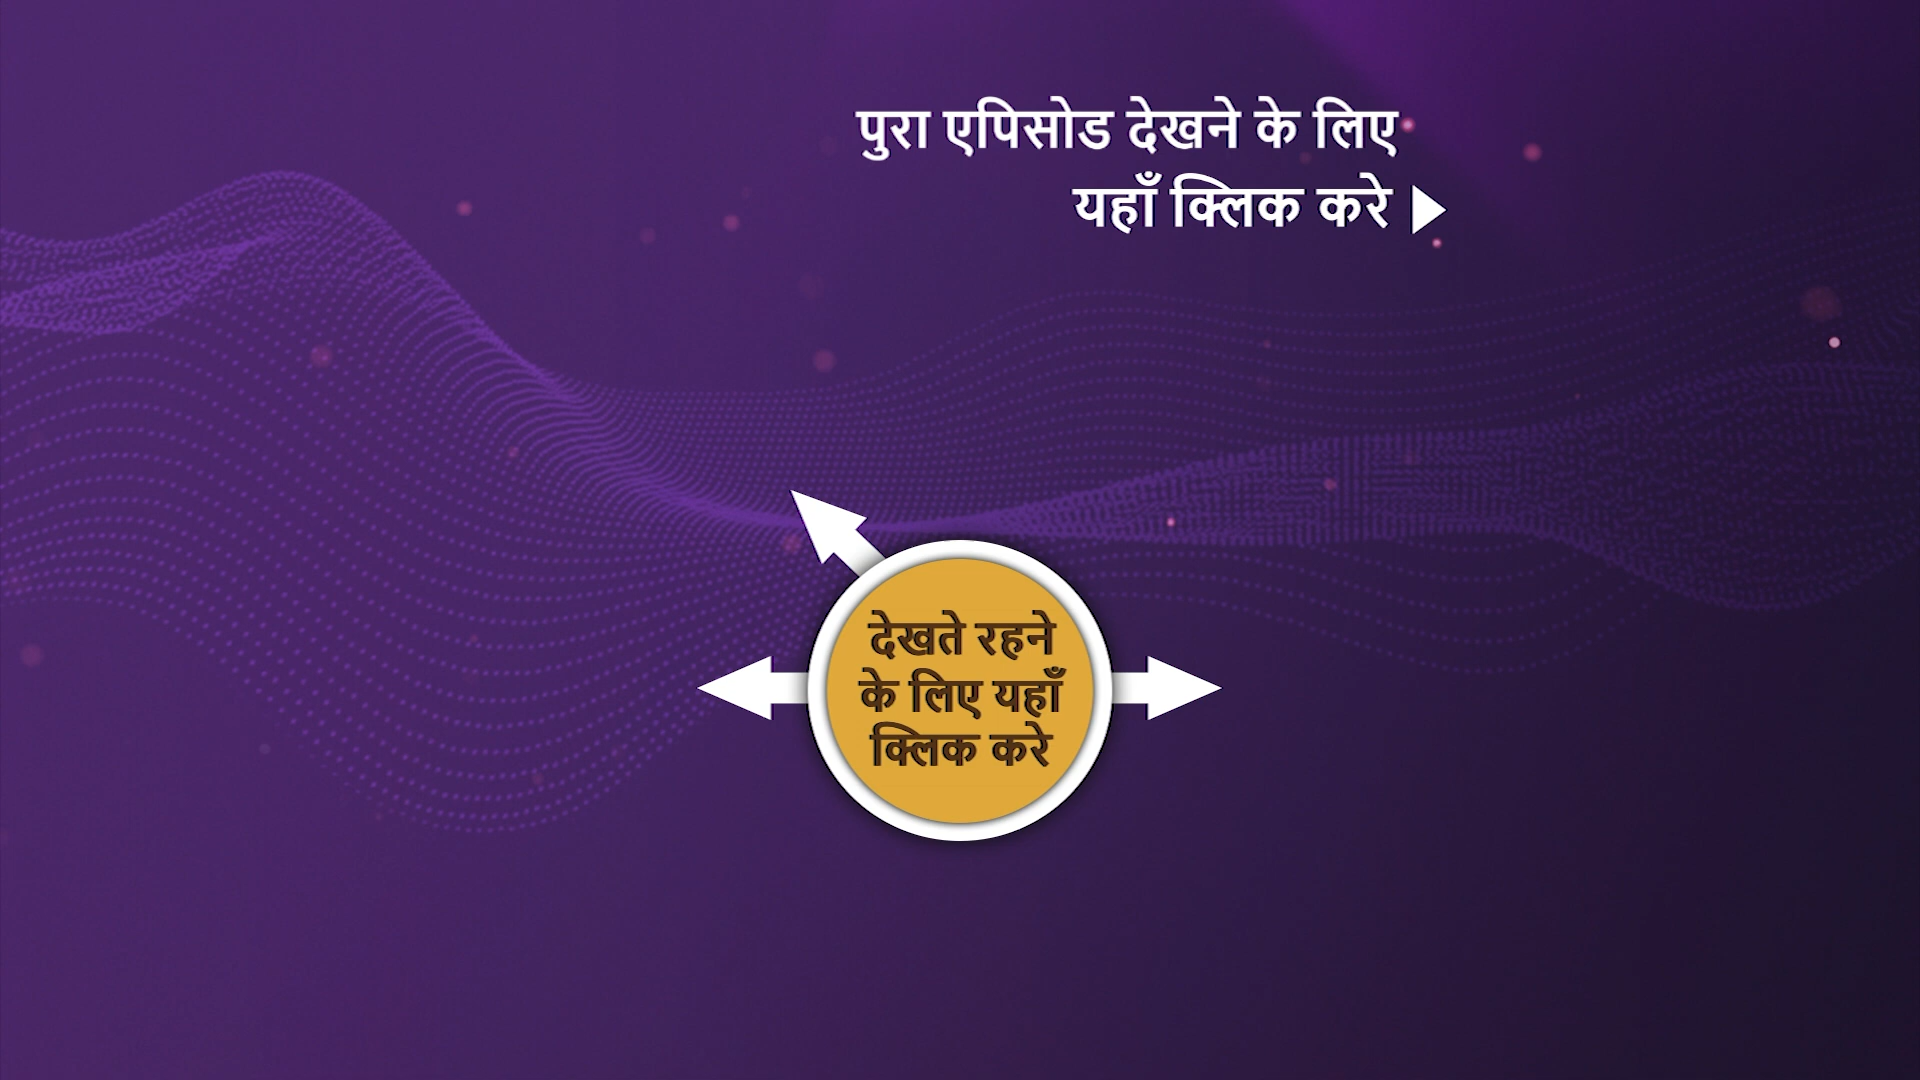 पुरा एपिसोड देखने के लिए
यहाँ क्लिक करे
देखते रहने
के लिए यहाँ
क्लिक करे